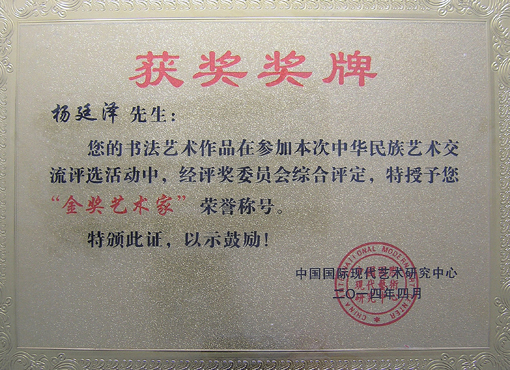 获奖奖牌
杨廷泽 先生：
您的书法艺术作品在参加本次中华民族艺术交
流评选活动中，经评奖委员会综合评定，特授予您
“金奖艺术家” 荣誉称号。
特颁此证，以示鼓励！
中国国际现代艺术研究中心
二〇一四年四月